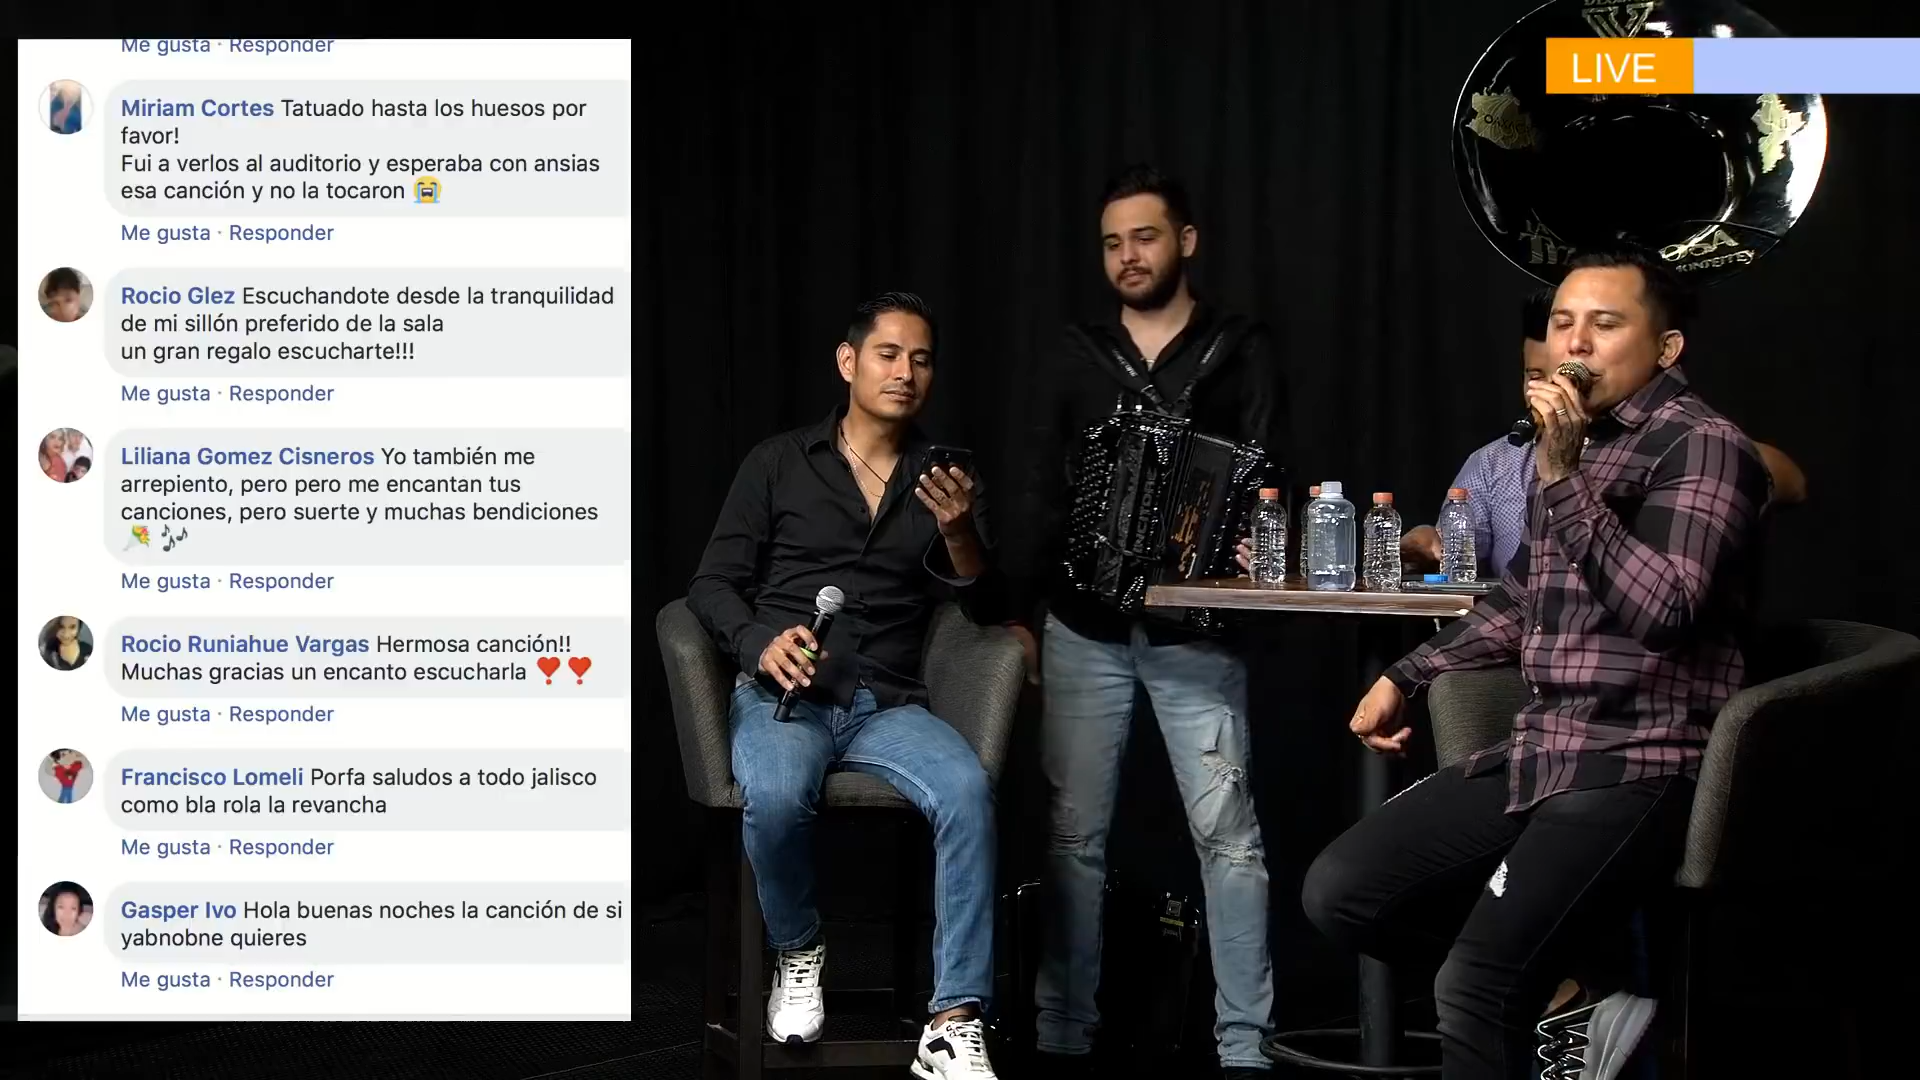 Me gusta · Responder
Miriam Cortes Tatuado hasta los huesos por
favor!
Fui a verlos al auditorio y esperaba con ansias
esa canción y no la tocaron 😭
Me gusta · Responder
Rocio Glez Escuchandote desde la tranquilidad
de mi sillón preferido de la sala
un gran regalo escucharte!!!
Me gusta · Responder
Liliana Gomez Cisneros Yo también me
arrepiento, pero pero me encantan tus
canciones, pero suerte y muchas bendiciones
💐 🎶
Me gusta · Responder
Rocio Runiahue Vargas Hermosa canción!!
Muchas gracias un encanto escucharla ❣️❣️
Me gusta · Responder
Francisco Lomeli Porfa saludos a todo jalisco
como bla rola la revancha
Me gusta · Responder
Gasper Ivo Hola buenas noches la canción de si
yabnobne quieres
Me gusta · Responder
LIVE